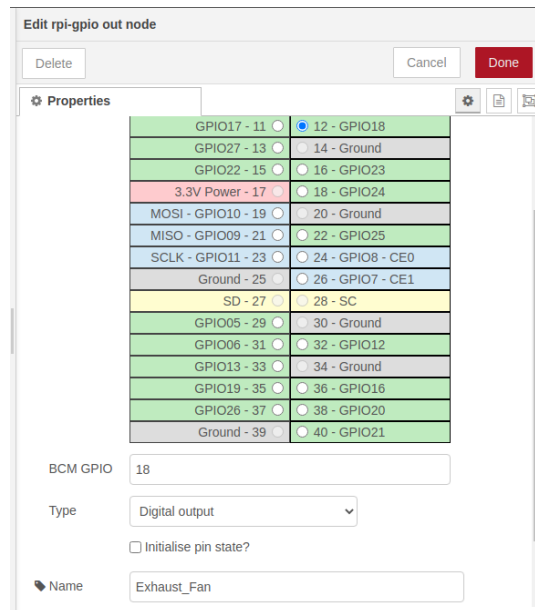 Edit rpi-gpio out node
Delete Cancel Done
Properties
GPIO17 - 11 12 - GPIO18
GPIO27 - 13 14 - Ground
GPIO22 - 15 16 - GPIO23
3.3V Power - 17 18 - GPIO24
MOSI - GPIO10 - 19 20 - Ground
MISO - GPIO09 - 21 22 - GPIO25
SCLK - GPIO11 - 23 24 - GPIO8 - CE0
Ground - 25 26 - GPIO7 - CE1
SD - 27 28 - SC
GPIO05 - 29 30 - Ground
GPIO06 - 31 32 - GPIO12
GPIO13 - 33 34 - Ground
GPIO19 - 35 36 - GPIO16
GPIO26 - 37 38 - GPIO20
Ground - 39 40 - GPIO21
BCM GPIO 18
Type Digital output
Initialise pin state?
Name Exhaust_Fan